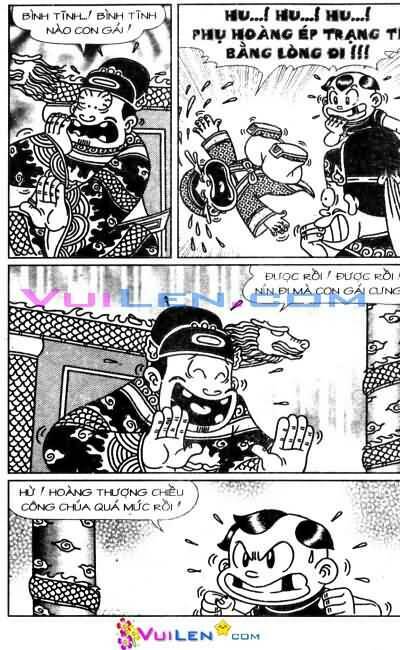 BÌNH TĨNH..! BÌNH TĨNH
NÀO CON GÁI !
HU...! HU...! HU...!
PHỤ HOÀNG ÉP TRẠNG
BẰNG LÒNG ĐI !!!
ĐƯỢC RỒI ! ĐƯỢC RỒI !
NÍN ĐI MÀ CON GÁI CƯNG
VUILEN.COM
HỪ ! HOÀNG THƯỢNG CHIỀU
CÔNG CHÚA QUÁ MỨC RỒI !
VUILEN.COM